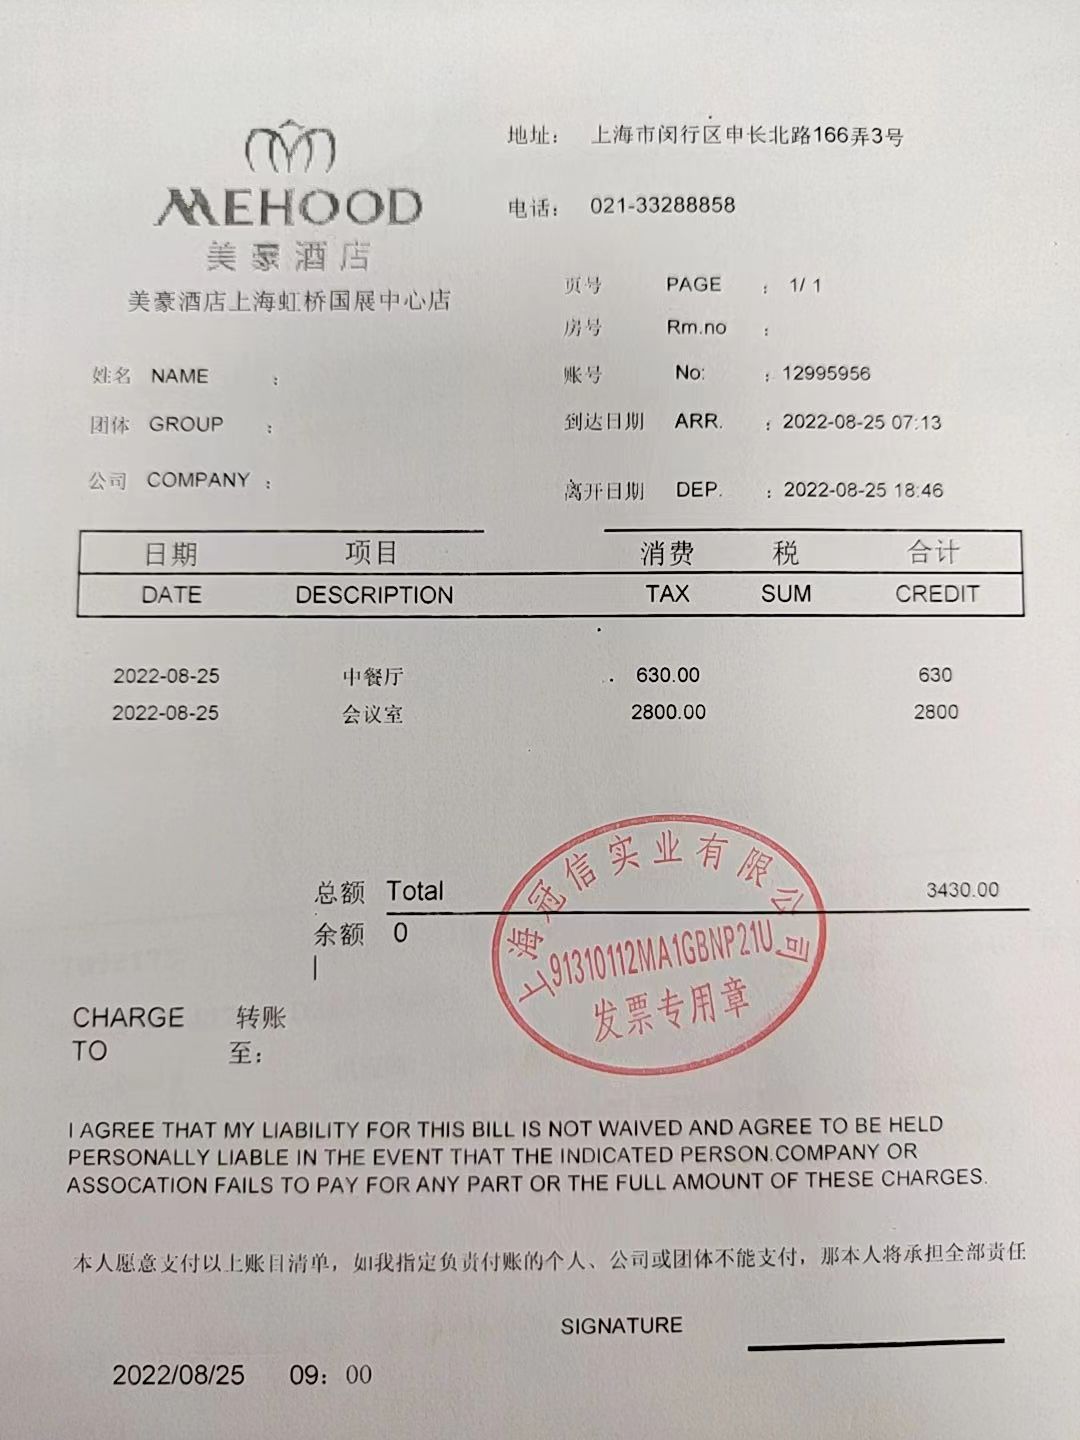 地址： 上海市闵行区申长北路166弄3号
MEHOOD
电话： 021-33288858
美豪酒店
美豪酒店上海虹桥国展中心店
页号 PAGE ： 1/ 1
房号 Rm.no ：
姓名 NAME ：
账号 No: ： 12995956
团体 GROUP ：
到达日期 ARR. ： 2022-08-25 07:13
公司 COMPANY ：
离开日期 DEP. ： 2022-08-25 18:46
日期 项目 消费 税 合计
DATE DESCRIPTION TAX SUM CREDIT
2022-08-25 中餐厅 630.00 630
2022-08-25 会议室 2800.00 2800
上海冠信实业有限公司
总额 Total 3430.00
余额 0
91310112MA1GBNP21U
发票专用章
CHARGE 转账
TO 至：
I AGREE THAT MY LIABILITY FOR THIS BILL IS NOT WAIVED AND AGREE TO BE HELD
PERSONALLY LIABLE IN THE EVENT THAT THE INDICATED PERSON.COMPANY OR
ASSOCATION FAILS TO PAY FOR ANY PART OR THE FULL AMOUNT OF THESE CHARGES.
本人愿意支付以上账目清单，如我指定负责付账的个人、公司或团体不能支付，那本人将承担全部责任
SIGNATURE
2022/08/25 09：00